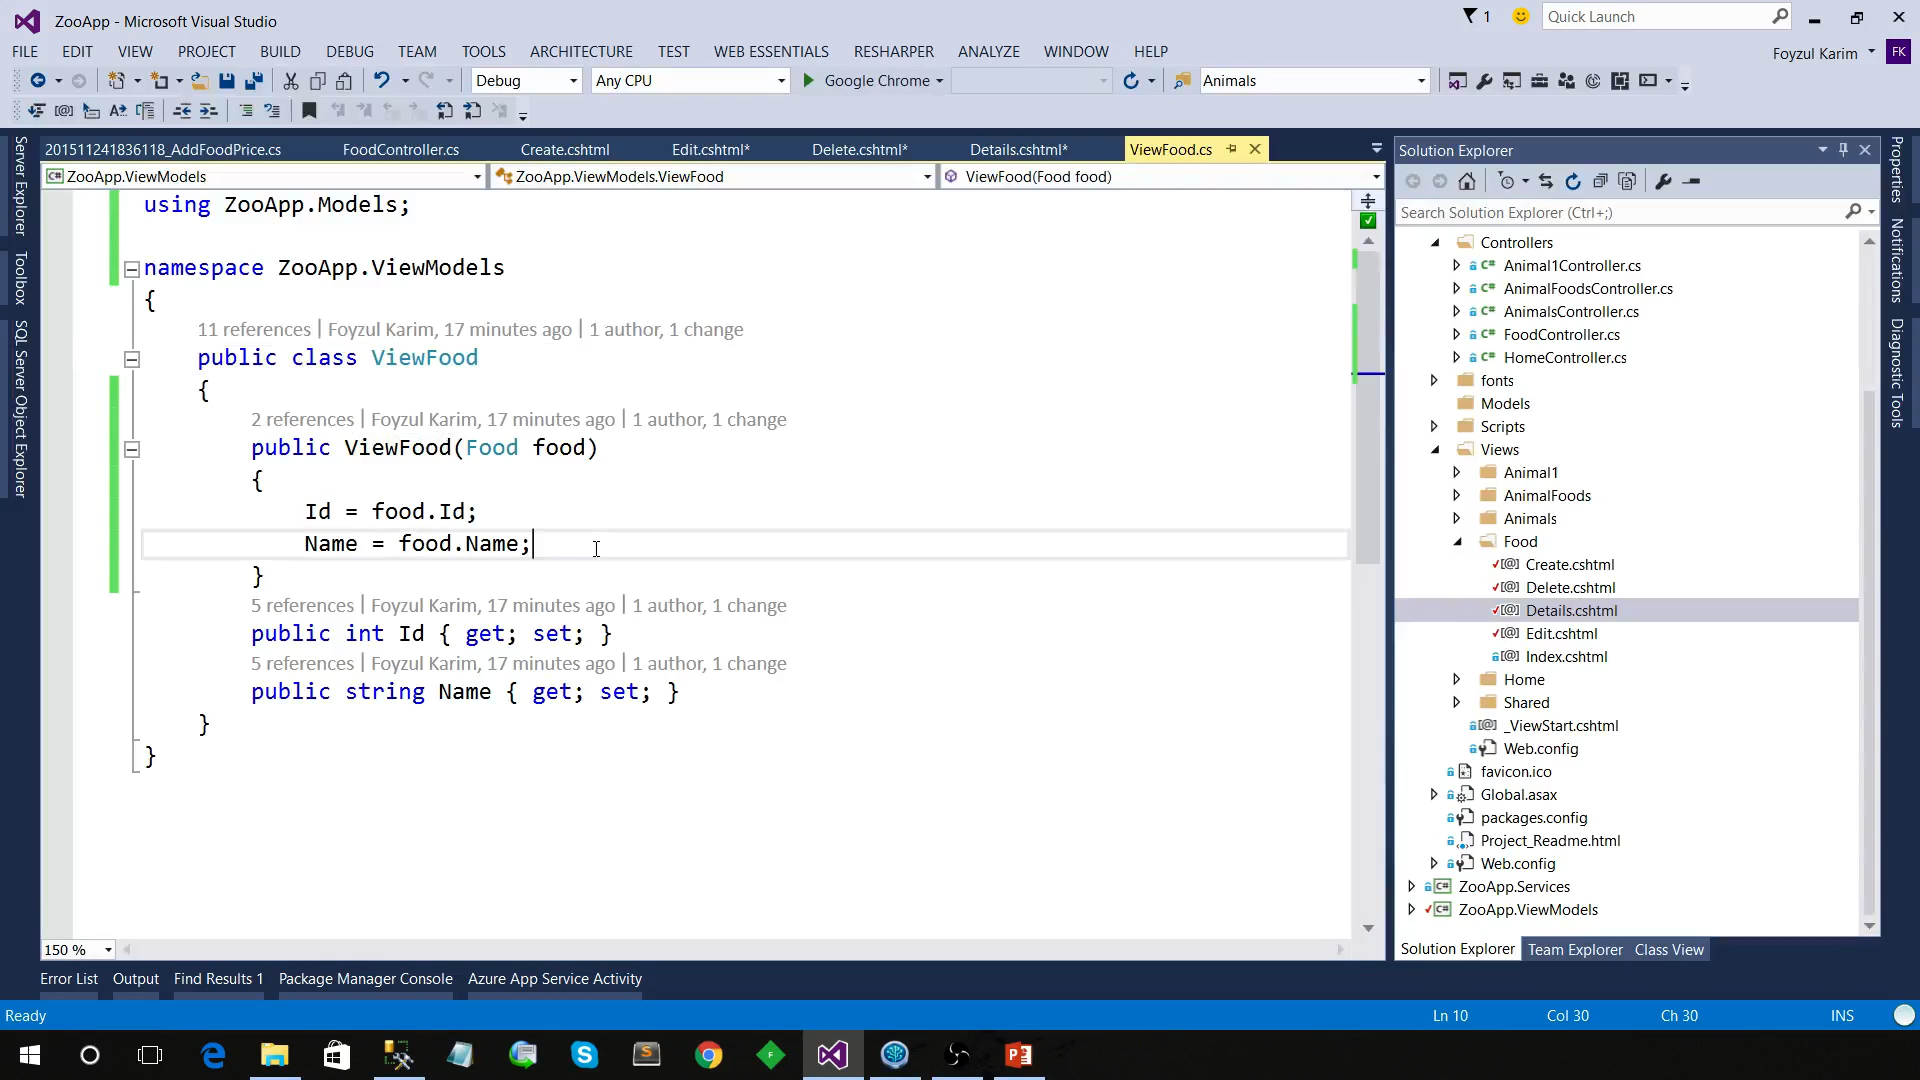 ZooApp - Microsoft Visual Studio
1
Quick Launch
FILE EDIT VIEW PROJECT BUILD DEBUG TEAM TOOLS ARCHITECTURE TEST WEB ESSENTIALS RESHARPER ANALYZE WINDOW HELP
Foyzul Karim FK
Debug Any CPU Google Chrome Animals
201511241836118_AddFoodPrice.cs FoodController.cs Create.cshtml Edit.cshtml* Delete.cshtml* Details.cshtml* ViewFood.cs
ZooApp.ViewModels ZooApp.ViewModels.ViewFood ViewFood(Food food)
Server Explorer
Toolbox
SQL Server Object Explorer
using ZooApp.Models;
namespace ZooApp.ViewModels
{
11 references | Foyzul Karim, 17 minutes ago | 1 author, 1 change
public class ViewFood
{
2 references | Foyzul Karim, 17 minutes ago | 1 author, 1 change
public ViewFood(Food food)
{
Id = food.Id;
Name = food.Name;
}
5 references | Foyzul Karim, 17 minutes ago | 1 author, 1 change
public int Id { get; set; }
5 references | Foyzul Karim, 17 minutes ago | 1 author, 1 change
public string Name { get; set; }
}
}
150 %
Solution Explorer
Search Solution Explorer (Ctrl+;)
Controllers
C# Animal1Controller.cs
C# AnimalFoodsController.cs
C# AnimalsController.cs
C# FoodController.cs
C# HomeController.cs
fonts
Models
Scripts
Views
Animal1
AnimalFoods
Animals
Food
[@] Create.cshtml
[@] Delete.cshtml
[@] Details.cshtml
[@] Edit.cshtml
[@] Index.cshtml
Home
Shared
[@] _ViewStart.cshtml
Web.config
favicon.ico
Global.asax
packages.config
Project_Readme.html
Web.config
C# ZooApp.Services
C# ZooApp.ViewModels
Solution Explorer Team Explorer Class View
Properties
Notifications
Diagnostic Tools
Error List Output Find Results 1 Package Manager Console Azure App Service Activity
Ready Ln 10 Col 30 Ch 30 INS